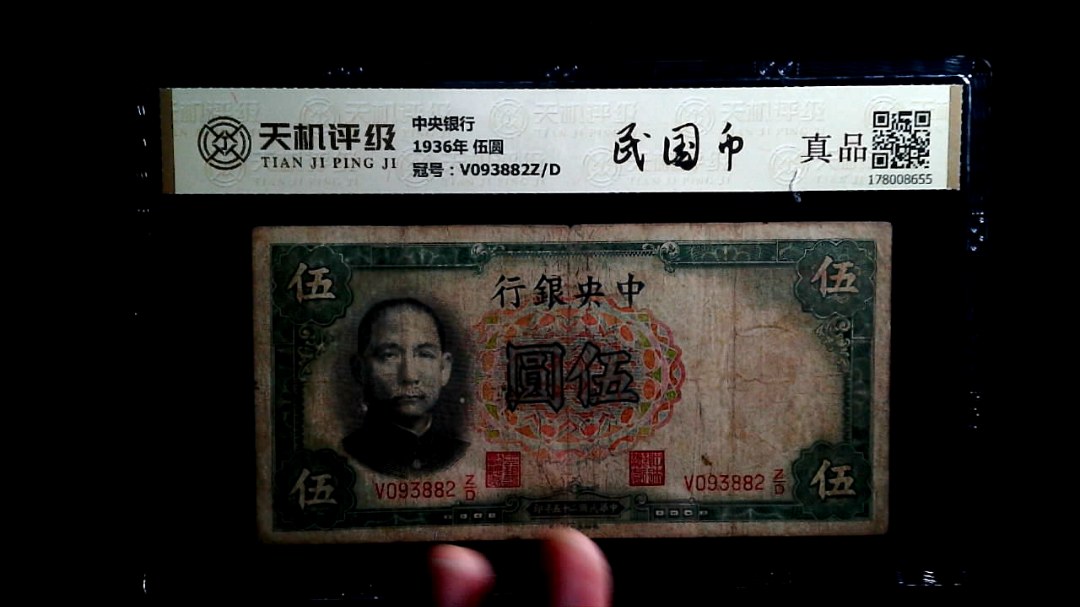 天机评级
TIAN JI PING JI
中央银行
1936年 伍圆
冠号：V093882Z/D
民国币
真品
178008655
伍
伍
行銀央中
圓伍
伍
伍
V093882 Z/D
V093882 Z/D